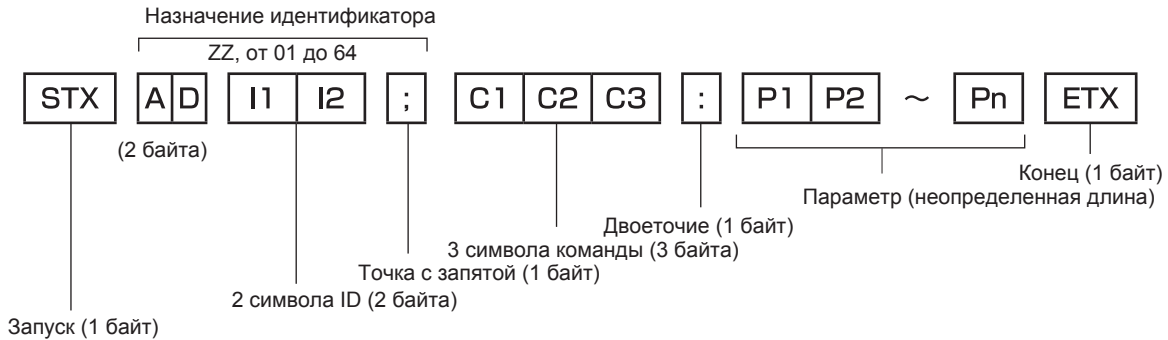 Назначение идентификатора
ZZ, от 01 до 64
STX A D I1 I2 ; C1 C2 C3 : P1 P2 ~ Pn ETX
(2 байта)
Конец (1 байт)
Параметр (неопределенная длина)
Двоеточие (1 байт)
3 символа команды (3 байта)
Точка с запятой (1 байт)
2 символа ID (2 байта)
Запуск (1 байт)